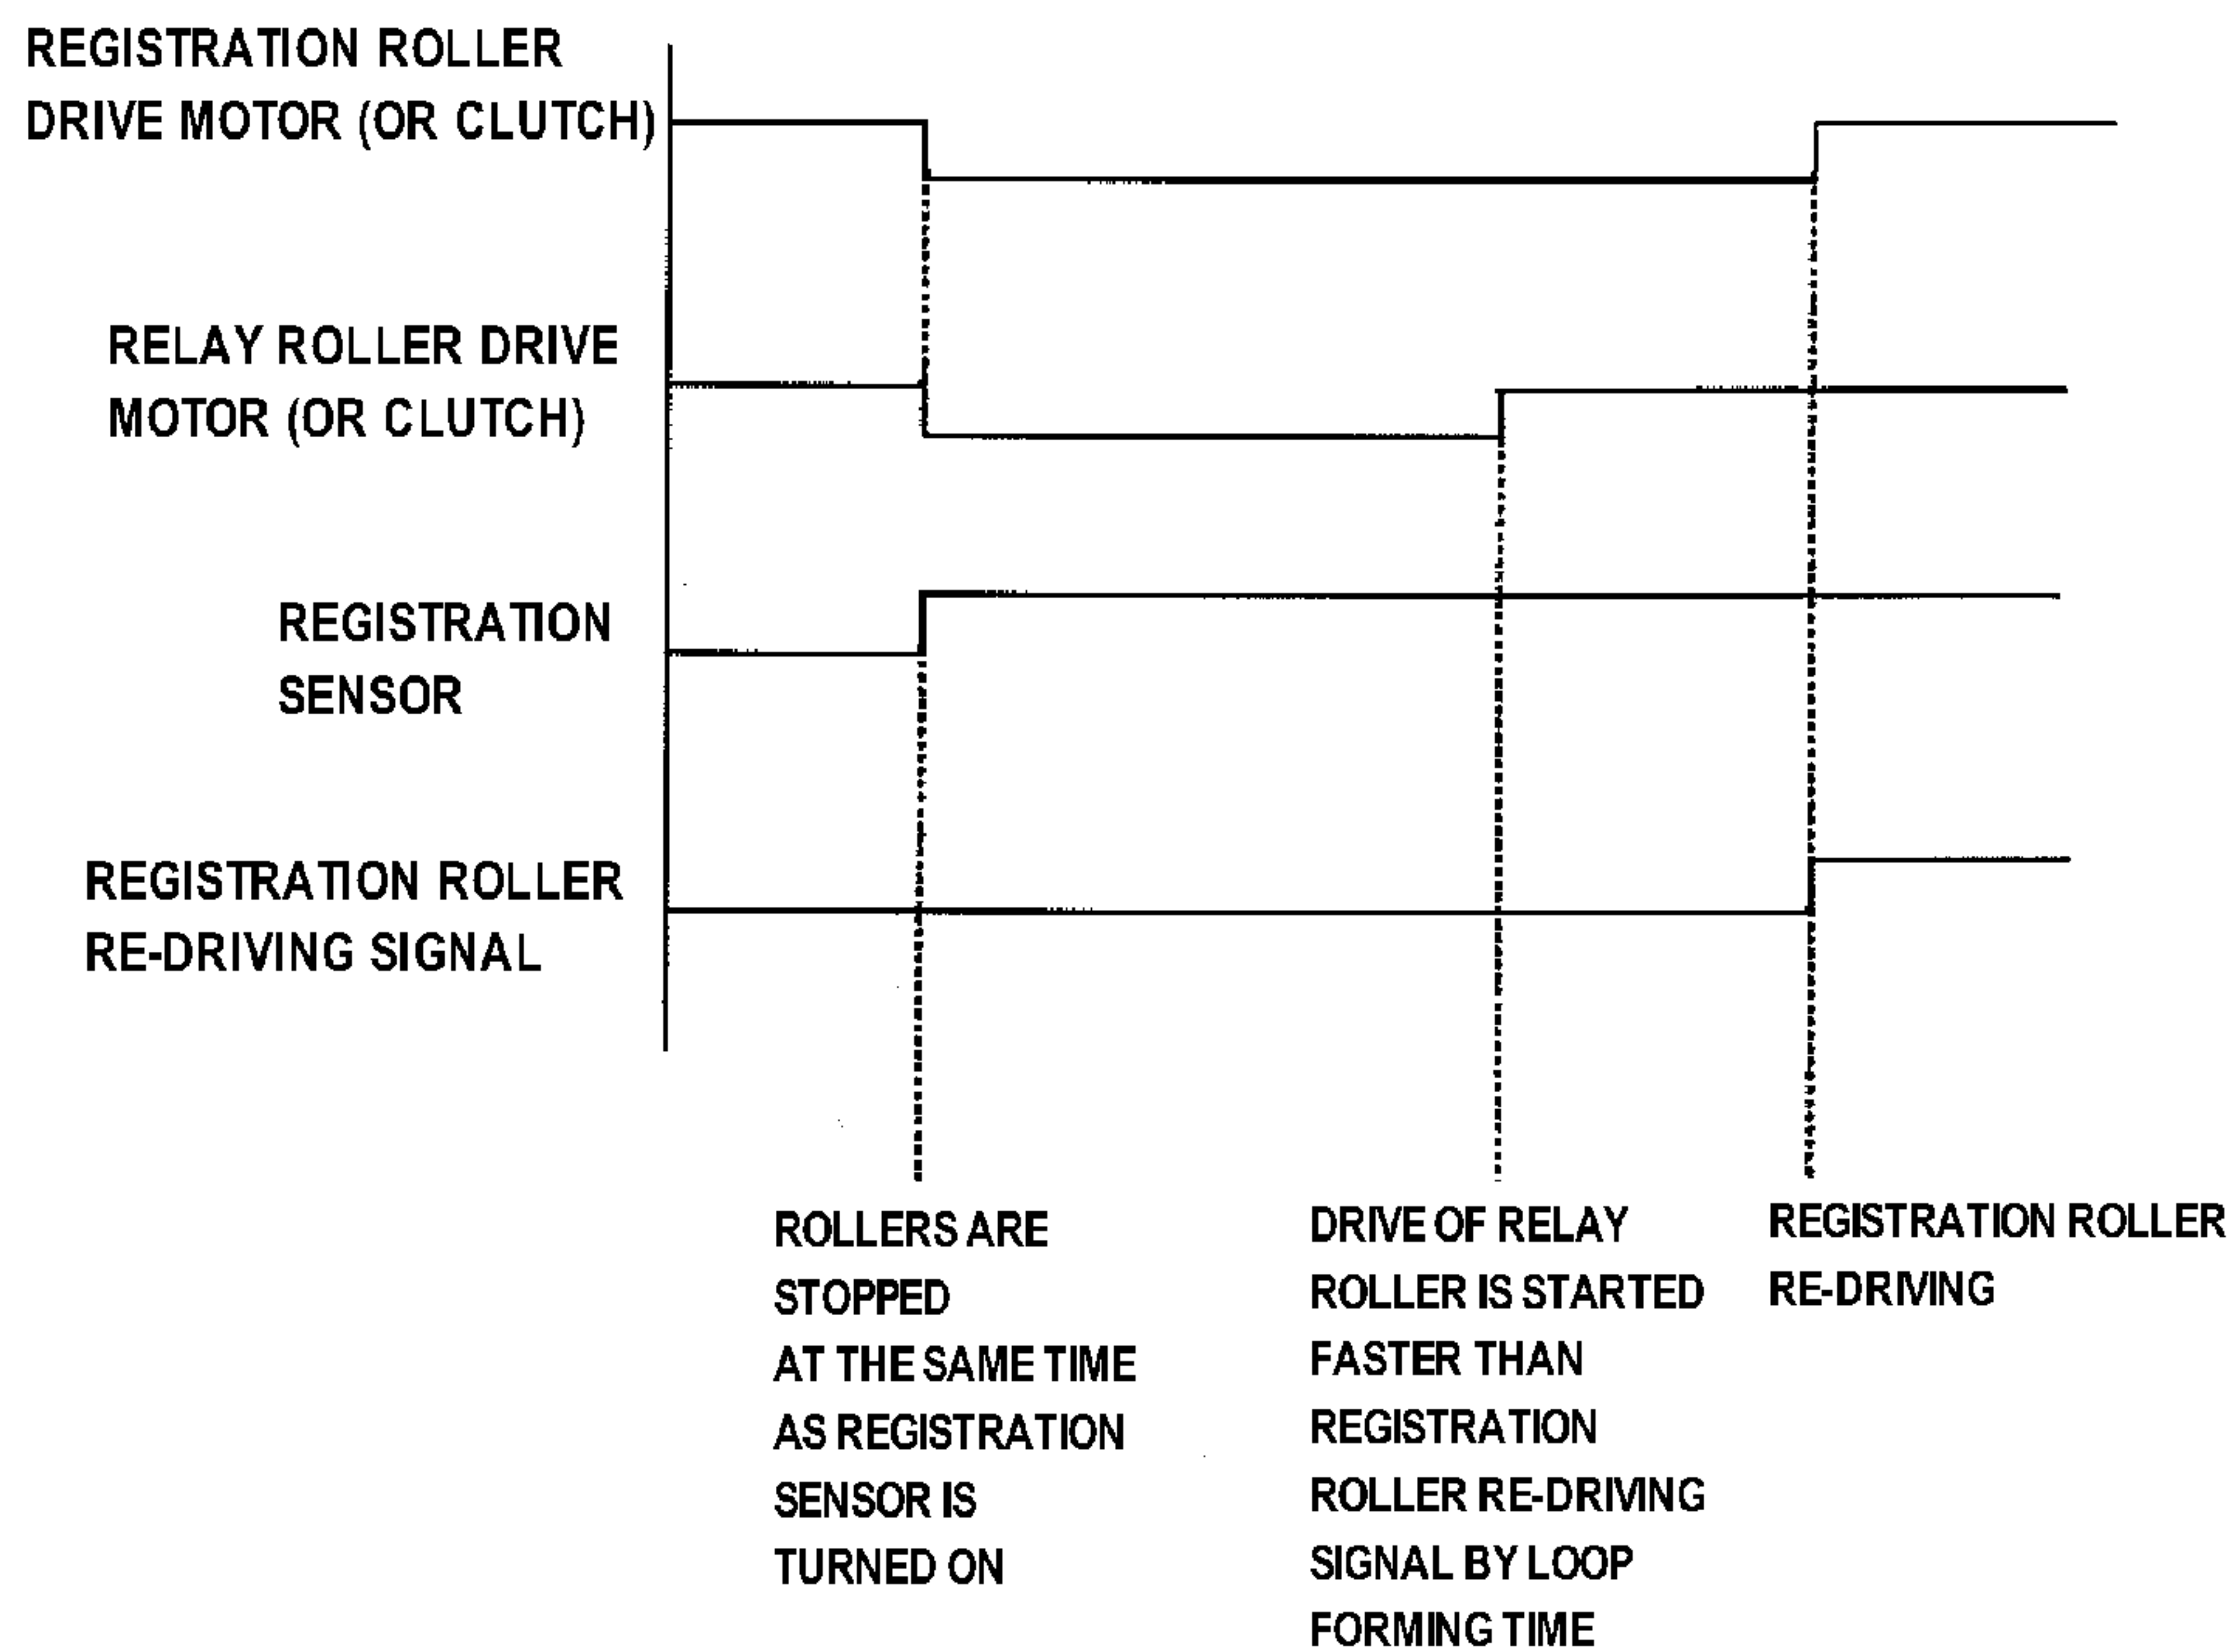 REGISTRATION ROLLER
DRIVE MOTOR (OR CLUTCH)
RELAY ROLLER DRIVE
MOTOR (OR CLUTCH)
REGISTRATION
SENSOR
REGISTRATION ROLLER
RE-DRIVING SIGNAL
ROLLERS ARE
STOPPED
AT THE SAME TIME
AS REGISTRATION
SENSOR IS
TURNED ON
DRIVE OF RELAY
ROLLER IS STARTED
FASTER THAN
REGISTRATION
ROLLER RE-DRIVING
SIGNAL BY LOOP
FORMING TIME
REGISTRATION ROLLER
RE-DRIVING